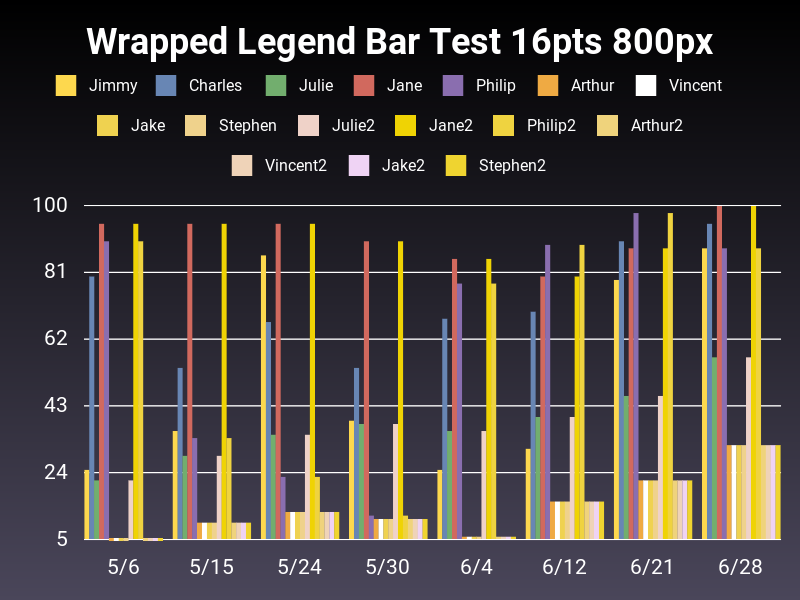 Wrapped Legend Bar Test 16pts 800px
Jimmy Charles Julie Jane Philip Arthur Vincent
Jake Stephen Julie2 Jane2 Philip2 Arthur2
Vincent2 Jake2 Stephen2
100
81
62
43
24
5
5/6 5/15 5/24 5/30 6/4 6/12 6/21 6/28